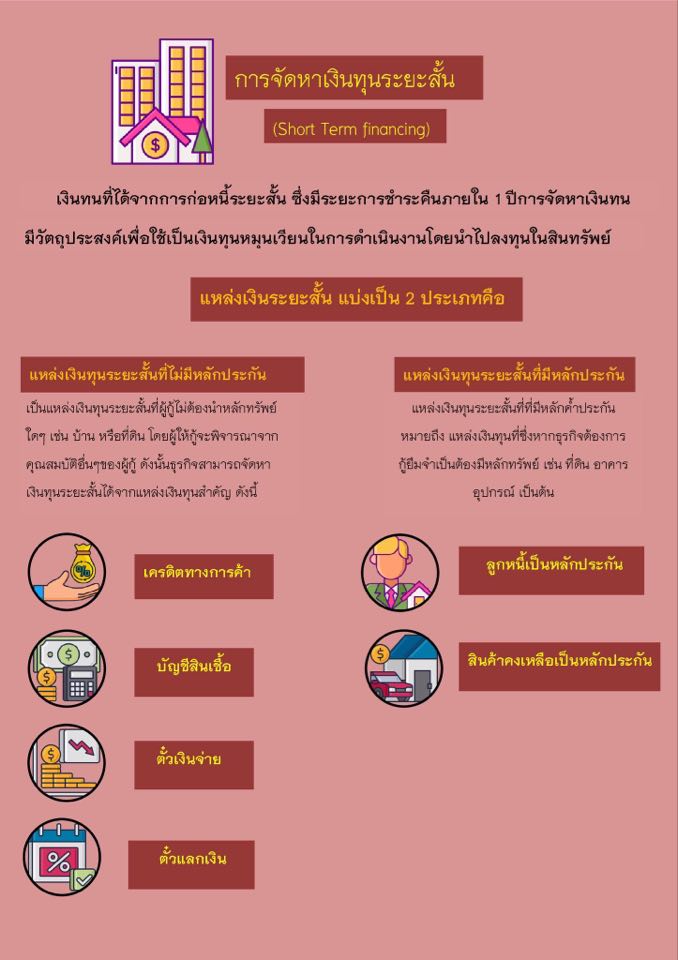 การจัดหาเงินทุนระยะสั้น
(Short Term financing)
เงินทนที่ได้จากการก่อหนี้ระยะสั้น ซึ่งมีระยะการชำระคืนภายใน 1 ปีการจัดหาเงินทน
มีวัตถุประสงค์เพื่อใช้เป็นเงินทุนหมุนเวียนในการดำเนินงานโดยนำไปลงทุนในสินทรัพย์
แหล่งเงินระยะสั้น แบ่งเป็น 2 ประเภทคือ
แหล่งเงินทุนระยะสั้นที่ไม่มีหลักประกัน
เป็นแหล่งเงินทุนระยะสั้นที่ผู้กู้ไม่ต้องนำหลักทรัพย์
ใดๆ เช่น บ้าน หรือที่ดิน โดยผู้ให้กู้จะพิจารณาจาก
คุณสมบัติอื่นๆของผู้กู้ ดังนั้นธุรกิจสามารถจัดหา
เงินทุนระยะสั้นได้จากแหล่งเงินทุนสำคัญ ดังนี้
เครดิตทางการค้า
บัญชีสินเชื้อ
ตั๋วเงินจ่าย
ตั๋วแลกเงิน
แหล่งเงินทุนระยะสั้นที่มีหลักประกัน
แหล่งเงินทุนระยะสั้นที่ที่มีหลักค้ำประกัน
หมายถึง แหล่งเงินทุนที่ซึ่งหากธุรกิจต้องการ
กู้ยืมจำเป็นต้องมีหลักทรัพย์ เช่น ที่ดิน อาคาร
อุปกรณ์ เป็นต้น
ลูกหนี้เป็นหลักประกัน
สินค้าคงเหลือเป็นหลักประกัน